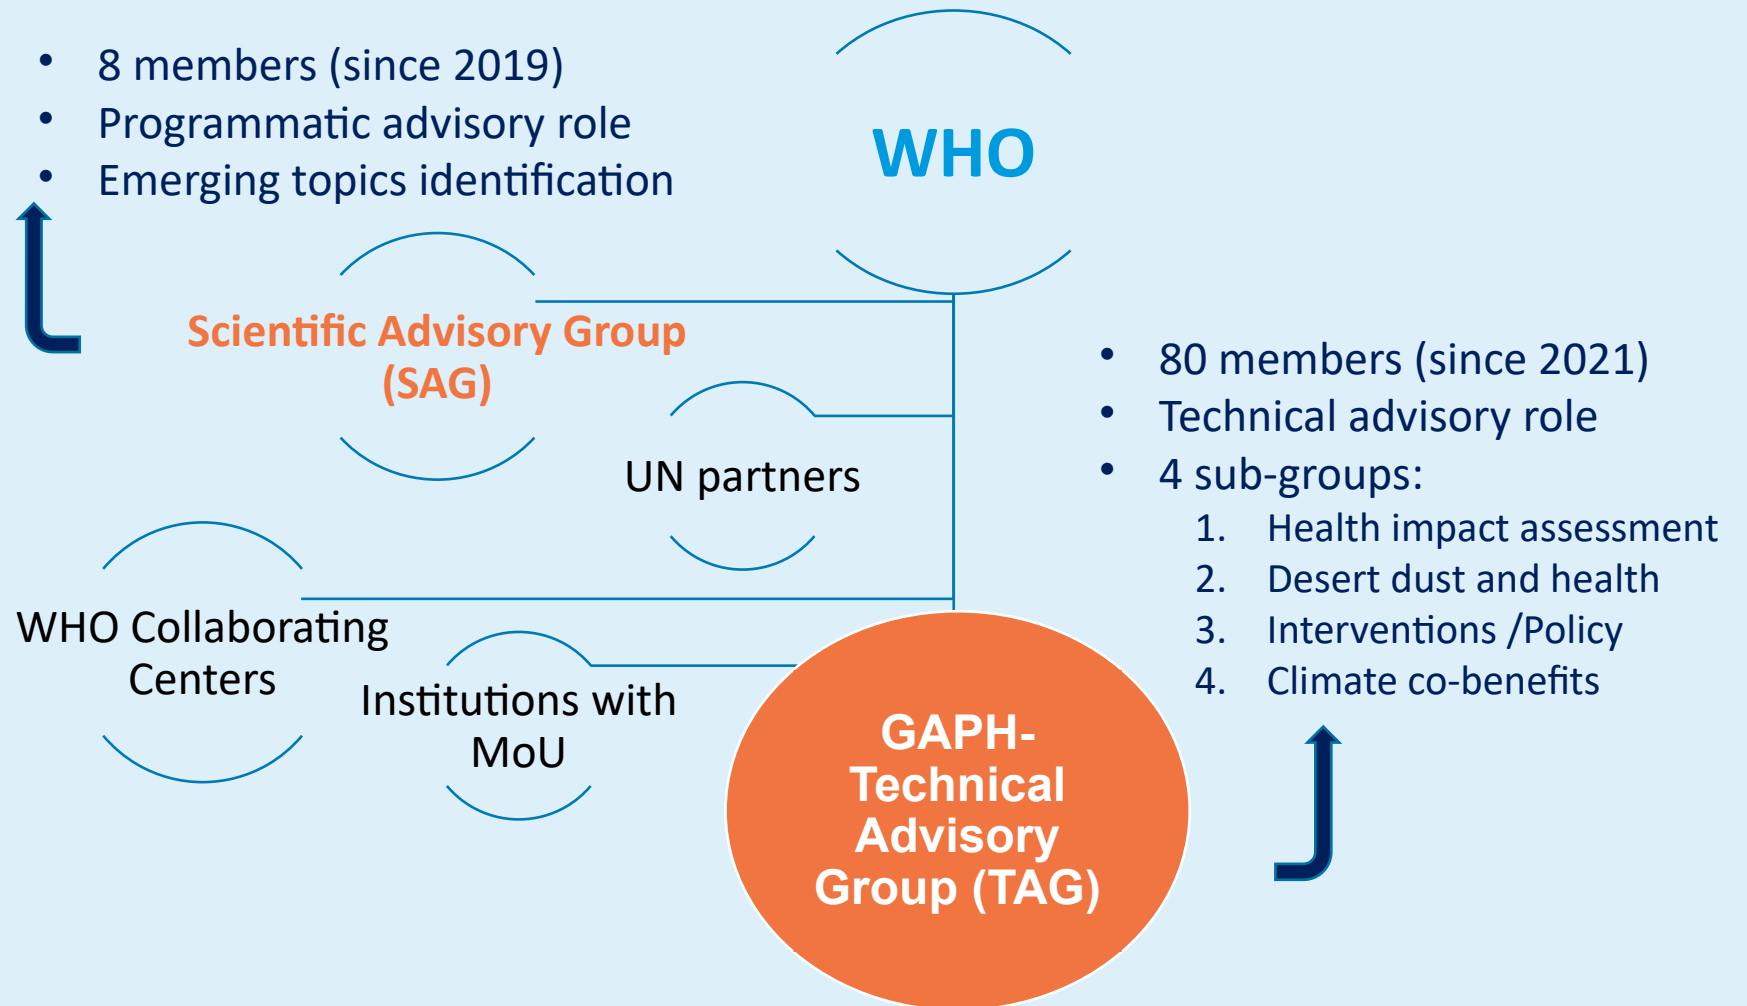 • 8 members (since 2019)
• Programmatic advisory role
• Emerging topics identification
WHO
Scientific Advisory Group
(SAG)
UN partners
WHO Collaborating
Centers
Institutions with
MoU
GAPH-
Technical
Advisory
Group (TAG)
• 80 members (since 2021)
• Technical advisory role
• 4 sub-groups:
1. Health impact assessment
2. Desert dust and health
3. Interventions /Policy
4. Climate co-benefits